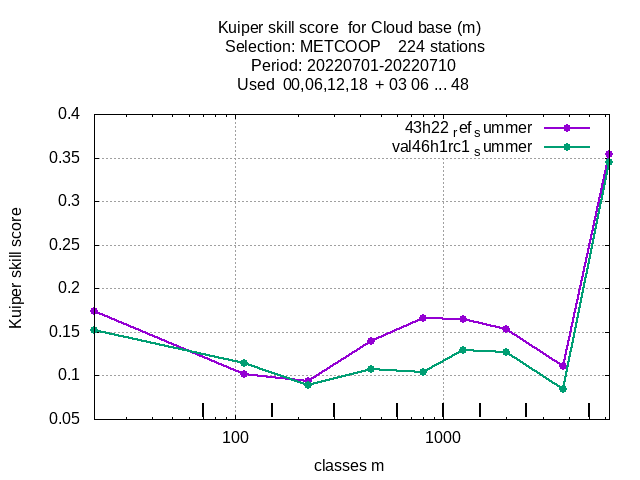 Kuiper skill score  for Cloud base (m)
Selection: METCOOP    224 stations
Period: 20220701-20220710
Used  00,06,12,18  + 03 06 ... 48
43h22 ref summer
val46h1rc1 summer
0.4
0.35
0.3
0.25
0.2
0.15
0.1
0.05
Kuiper skill score
100 1000
classes m